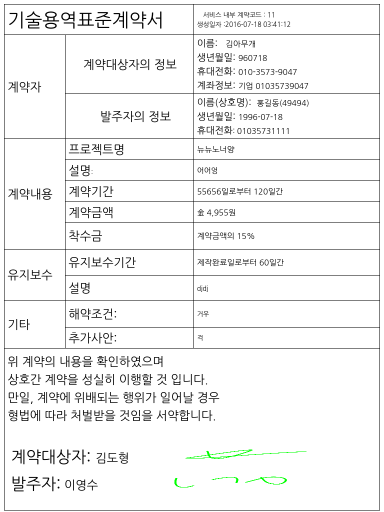 기술용역표준계약서
서비스 내부 계약코드 : 11
생성일자 :2016-07-18 03:41:12
계약자
계약대상자의 정보
이름: 김아무개
생년월일: 960718
휴대전화: 010-3573-9047
계좌정보: 기업 01035739047
발주자의 정보
이름(상호명): 홍길동(49494)
생년월일: 1996-07-18
휴대전화: 01035731111
계약내용
프로젝트명
뉴뉴노너양
설명:
어어엉
계약기간
55656일로부터 120일간
계약금액
金 4,955원
착수금
계약금액의 15%
유지보수
유지보수기간
제작완료일로부터 60일간
설명
djdj
기타
해약조건:
거우
추가사안:
걱
위 계약의 내용을 확인하였으며
상호간 계약을 성실히 이행할 것 입니다.
만일, 계약에 위배되는 행위가 일어날 경우
형법에 따라 처벌받을 것임을 서약합니다.
계약대상자: 김도형
발주자: 이영수